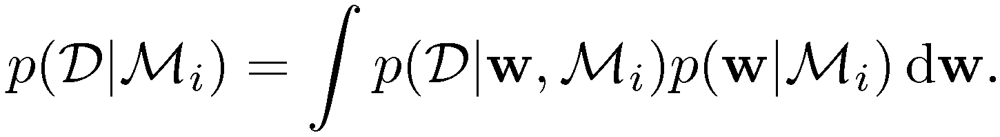 p(𝒟|ℳᵢ) = ∫ p(𝒟|𝐰, ℳᵢ)p(𝐰|ℳᵢ) d𝐰.